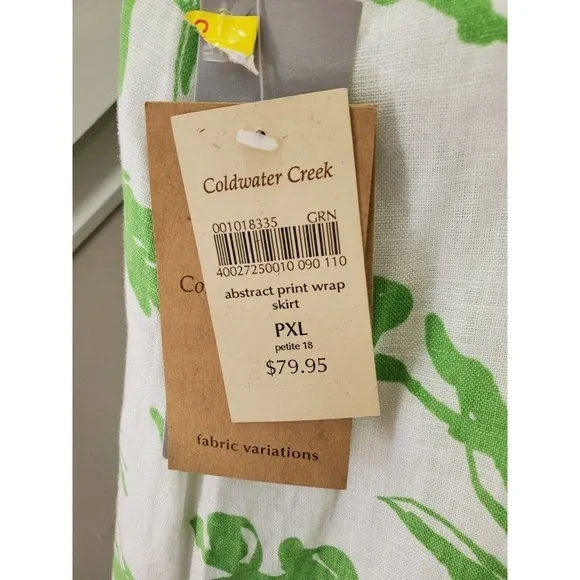 Coldwater Creek
001018335 GRN
40027250010 090 110
abstract print wrap
skirt
PXL
petite 18
$79.95
Co
fabric variations